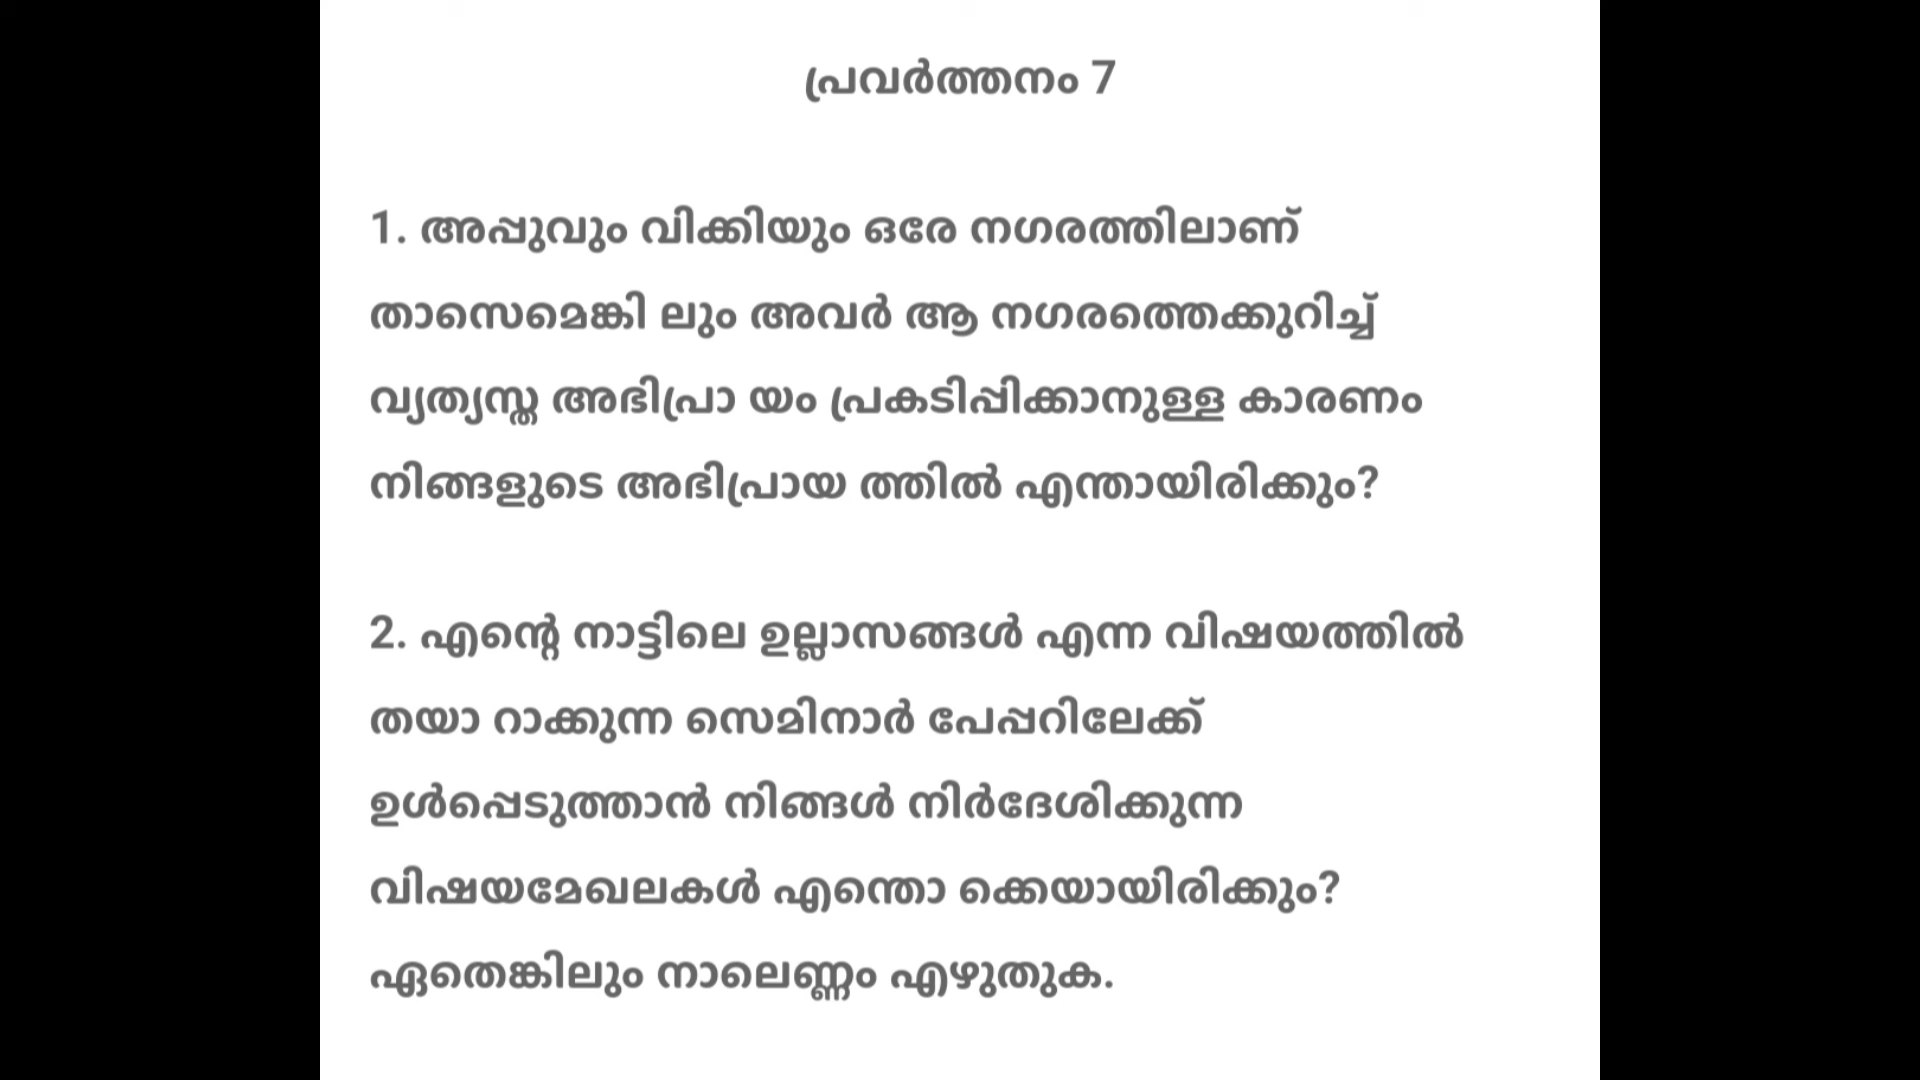 പ്രവർത്തനം 7
1. അപ്പുവും വിക്കിയും ഒരേ നഗരത്തിലാണ്
താസെമെങ്കി ലും അവർ ആ നഗരത്തെക്കുറിച്ച്
വ്യത്യസ്ത അഭിപ്രാ യം പ്രകടിപ്പിക്കാനുള്ള കാരണം
നിങ്ങളുടെ അഭിപ്രായ ത്തിൽ എന്തായിരിക്കും?
2. എന്റെ നാട്ടിലെ ഉല്ലാസങ്ങൾ എന്ന വിഷയത്തിൽ
തയാ റാക്കുന്ന സെമിനാർ പേപ്പറിലേക്ക്
ഉൾപ്പെടുത്താൻ നിങ്ങൾ നിർദേശിക്കുന്ന
വിഷയമേഖലകൾ എന്തൊ ക്കെയായിരിക്കും?
ഏതെങ്കിലും നാലെണ്ണം എഴുതുക.